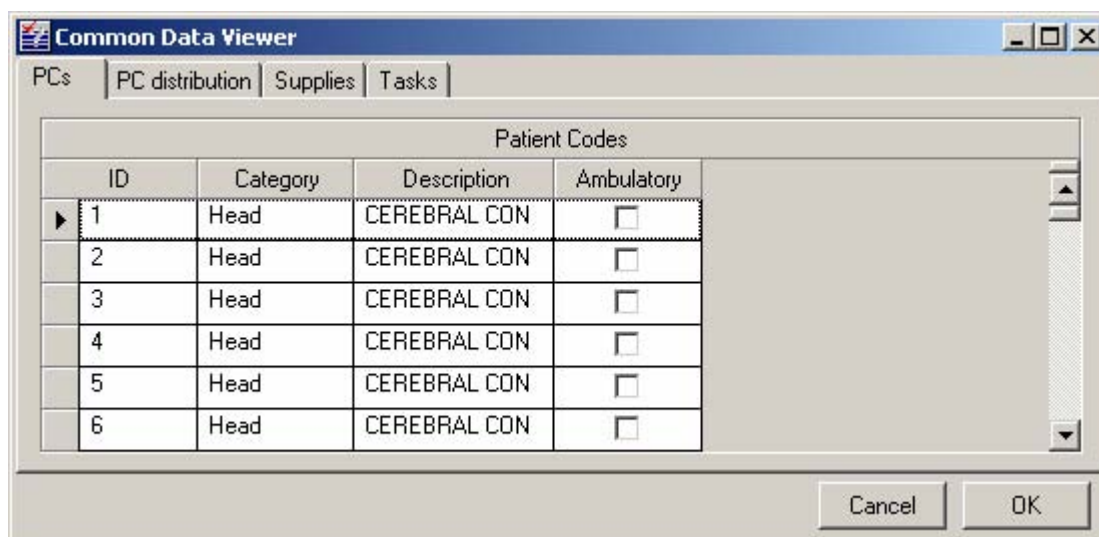 Common Data Viewer
PCs PC distribution Supplies Tasks
Patient Codes
ID Category Description Ambulatory
1 Head CEREBRAL CON
2 Head CEREBRAL CON
3 Head CEREBRAL CON
4 Head CEREBRAL CON
5 Head CEREBRAL CON
6 Head CEREBRAL CON
Cancel OK